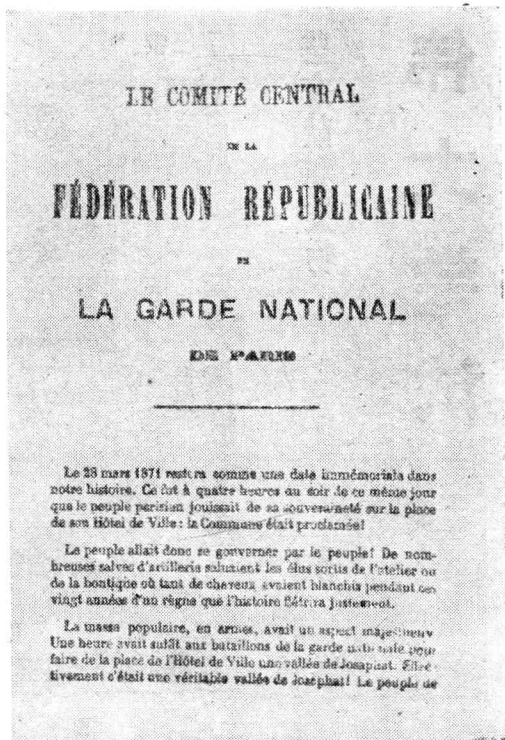 LE COMITÉ CENTRAL
DE LA
FÉDÉRATION RÉPUBLICAINE
DE
LA GARDE NATIONAL
DE PARIS
Le 28 mars 1871 restera comme une date immémoriale dans
notre histoire. Ce fut à quatre heures au soir de ce même jour
que le peuple parisien jouissait de sa souveraineté sur la place
de son Hôtel de Ville: la Commune était proclamée!
Le peuple allait donc se gouverner par le peuple! De nom-
breuses salves d'artillerie saluaient les élus sortis de l'atelier ou
de la boutique où tant de cheveux avaient blanchis pendant ces
vingt années d'un règne que l'histoire flétrira justement.
La masse populaire, en armes, avait un aspect majestueux
Une heure avait suffit aux bataillons de la garde nationale pour
faire de la place de l'Hôtel de Ville une vallée de Josaphat. Effec-
tivement c'était une véritable vallée de Josephat! Le peuple de